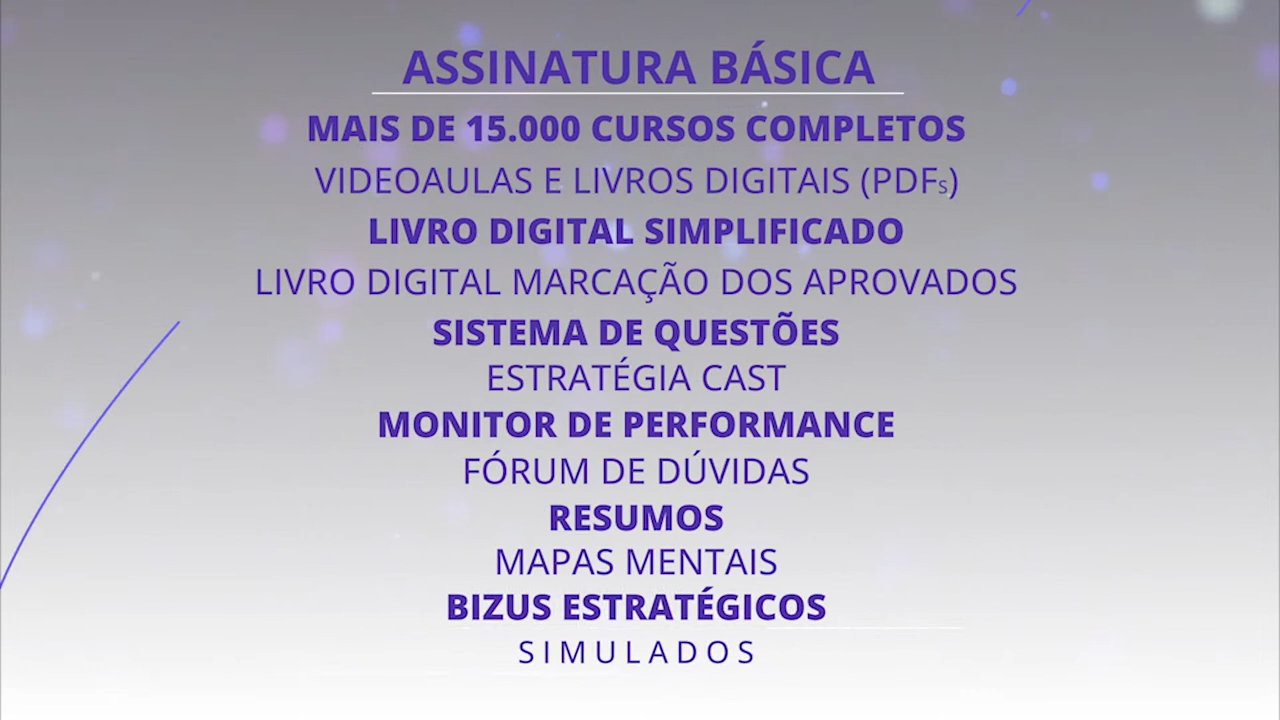 ASSINATURA BÁSICA
MAIS DE 15.000 CURSOS COMPLETOS
VIDEOAULAS E LIVROS DIGITAIS (PDFs)
LIVRO DIGITAL SIMPLIFICADO
LIVRO DIGITAL MARCAÇÃO DOS APROVADOS
SISTEMA DE QUESTÕES
ESTRATÉGIA CAST
MONITOR DE PERFORMANCE
FÓRUM DE DÚVIDAS
RESUMOS
MAPAS MENTAIS
BIZUS ESTRATÉGICOS
SIMULADOS